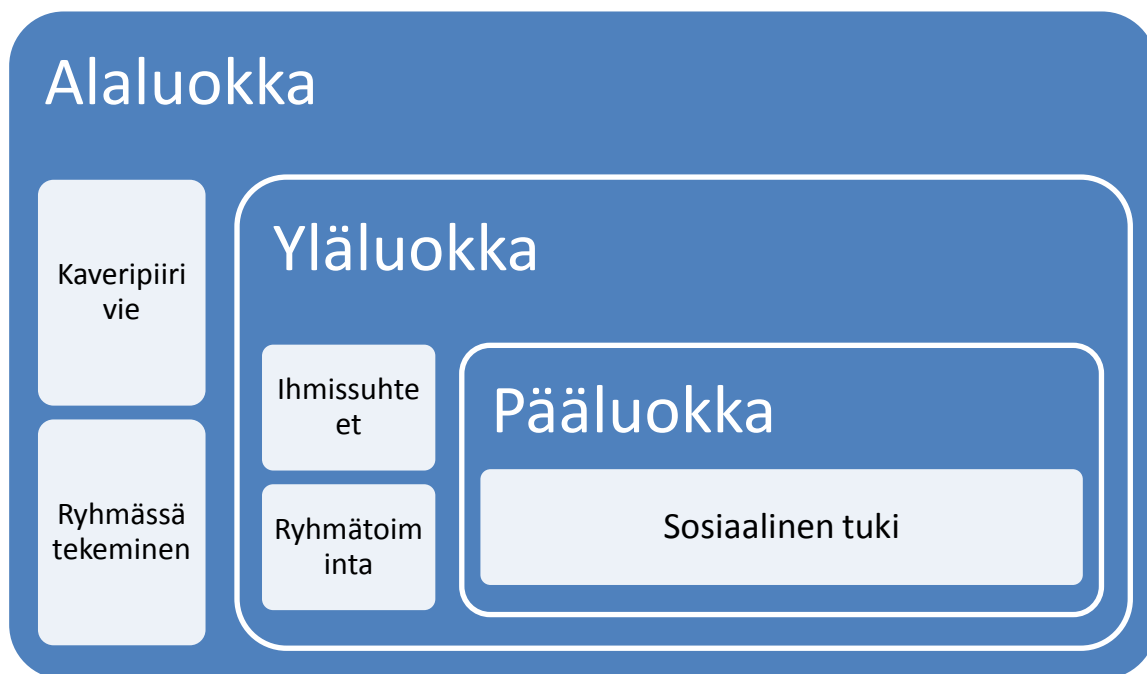 Alaluokka
Kaveripiiri
vie
Ryhmässä
tekeminen
Yläluokka
Ihmissuhte
et
Ryhmätoim
inta
Pääluokka
Sosiaalinen tuki